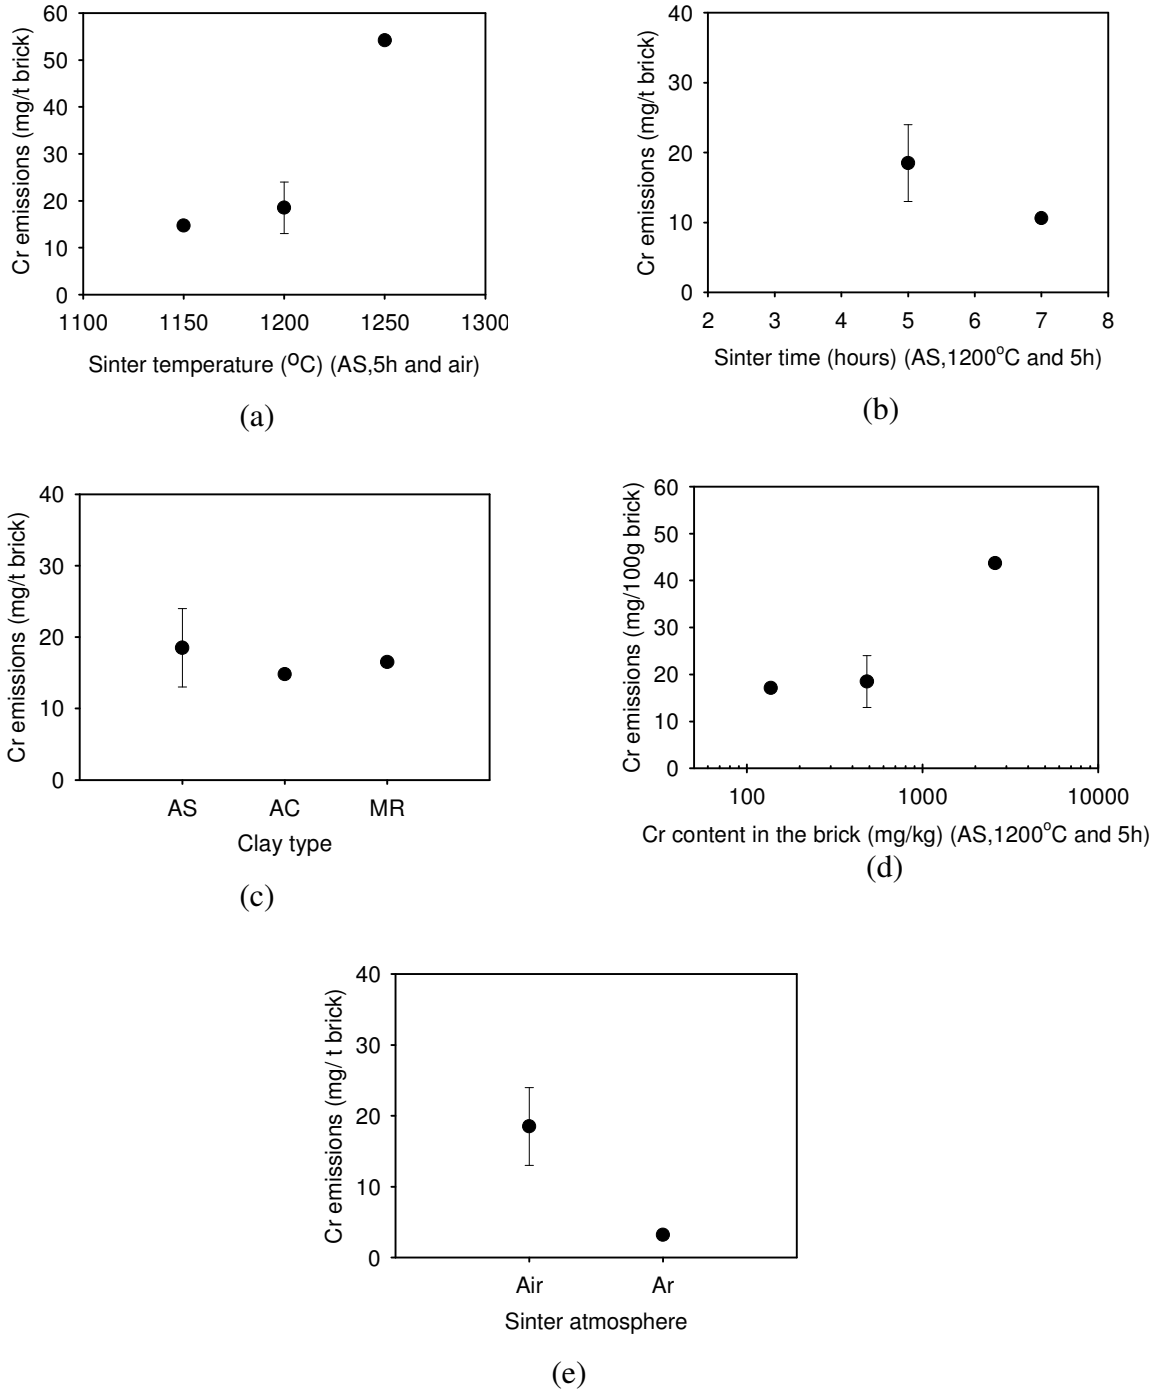 Cr emissions (mg/t brick)
60
50
40
30
20
10
0
1100 1150 1200 1250 1300
Sinter temperature (ºC) (AS,5h and air)
(a)
Cr emissions (mg/t brick)
40
30
20
10
0
2 3 4 5 6 7 8
Sinter time (hours) (AS,1200ºC and 5h)
(b)
Cr emissions (mg/t brick)
40
30
20
10
0
AS AC MR
Clay type
(c)
Cr emissions (mg/100g brick)
60
50
40
30
20
10
0
100 1000 10000
Cr content in the brick (mg/kg) (AS,1200ºC and 5h)
(d)
Cr emissions (mg/ t brick)
40
30
20
10
0
Air Ar
Sinter atmosphere
(e)